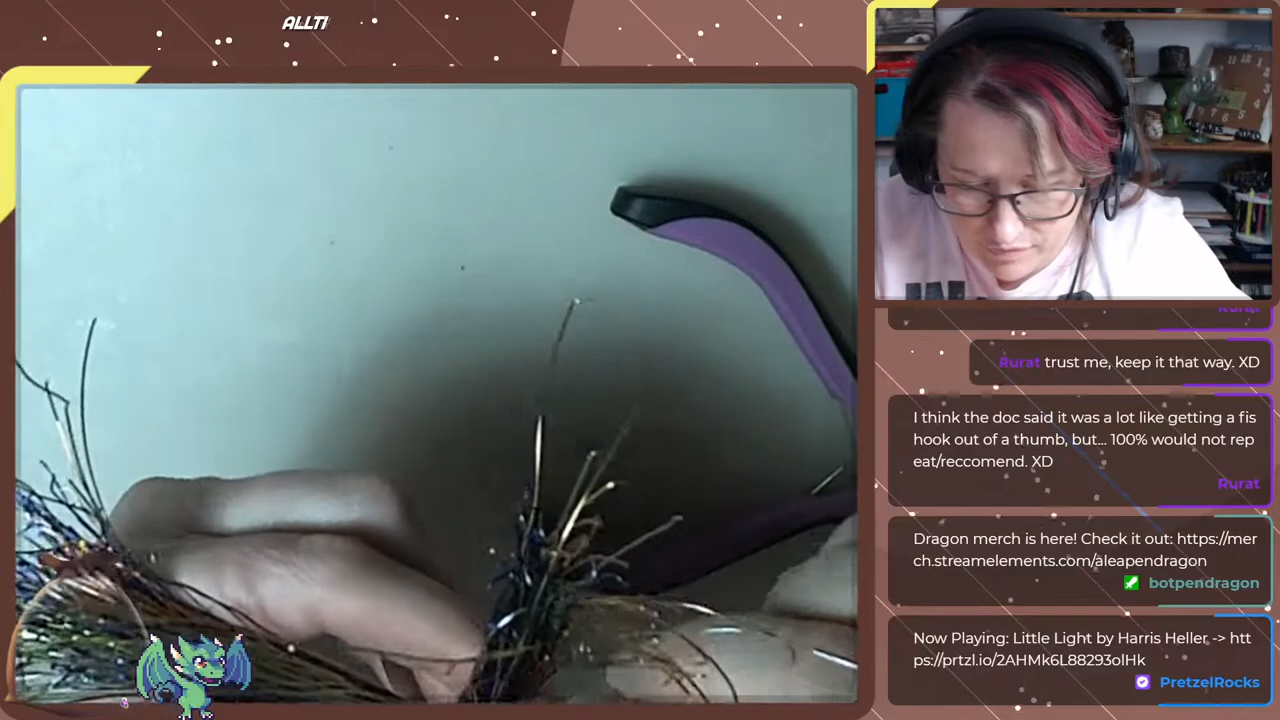 ALLTI
Rurat
Rurat trust me, keep it that way. XD
I think the doc said it was a lot like getting a fis
hook out of a thumb, but... 100% would not rep
eat/reccomend. XD
Rurat
Dragon merch is here! Check it out: https://mer
ch.streamelements.com/aleapendragon
botpendragon
Now Playing: Little Light by Harris Heller -> htt
ps://prtzl.io/2AHMk6L88293olHk
PretzelRocks